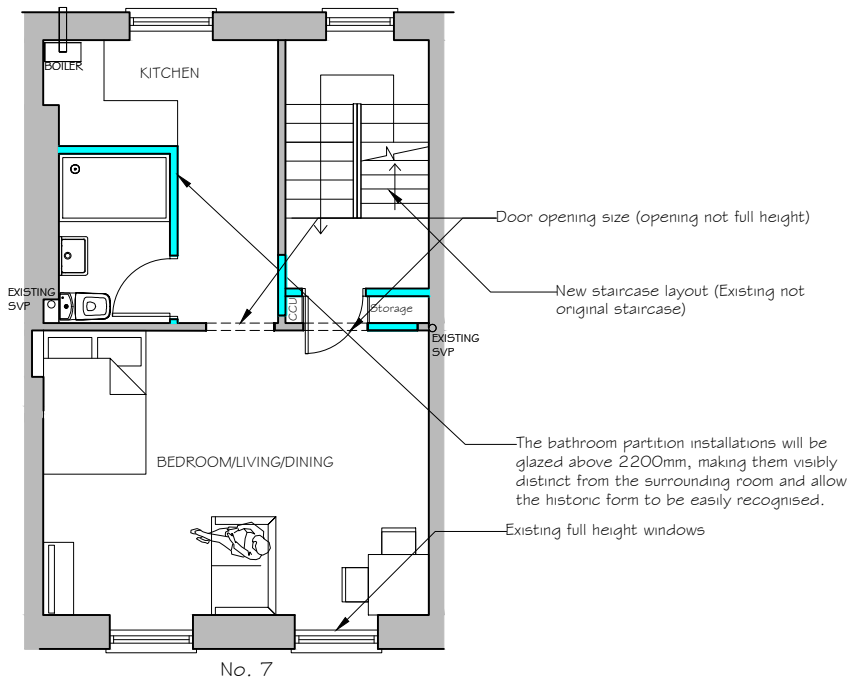 BOILER
KITCHEN
Door opening size (opening not full height)
EXISTING
SVP
CCU
Storage
New staircase layout (Existing not
original staircase)
EXISTING
SVP
The bathroom partition installations will be
glazed above 2200mm, making them visibly
distinct from the surrounding room and allow
the historic form to be easily recognised.
BEDROOM/LIVING/DINING
Existing full height windows
No. 7